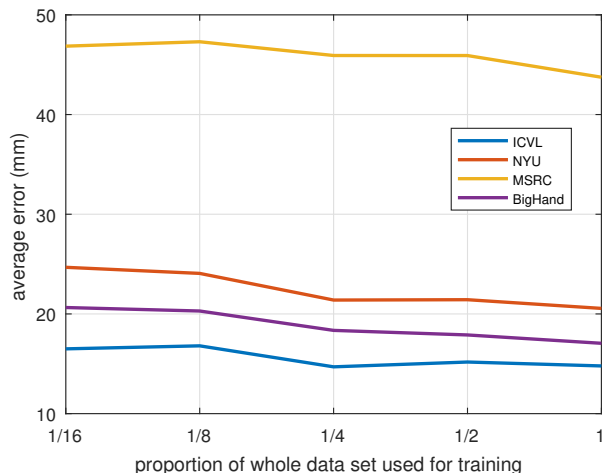 50
40
30
20
10
average error (mm)
ICVL
NYU
MSRC
BigHand
1/16 1/8 1/4 1/2 1
proportion of whole data set used for training